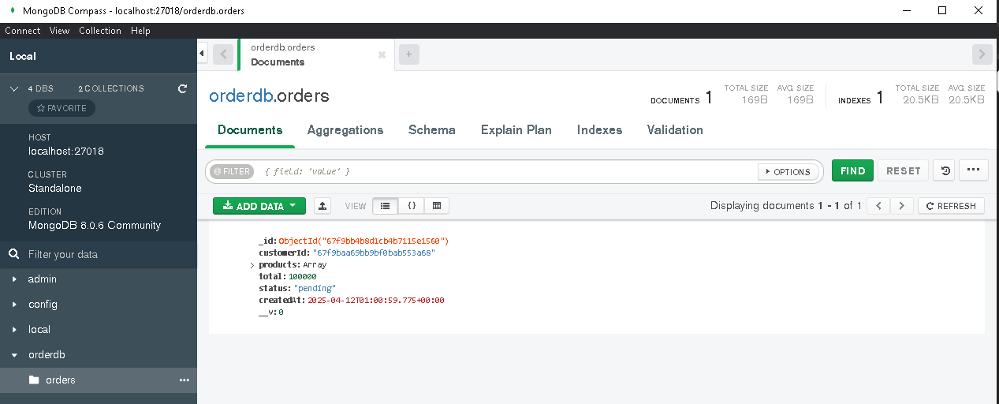 MongoDB Compass - localhost:27018/orderdb.orders
Connect View Collection Help
Local
4 DBS 2 COLLECTIONS
FAVORITE
HOST
localhost:27018
CLUSTER
Standalone
EDITION
MongoDB 8.0.6 Community
Filter your data
admin
config
local
orderdb
orders
orderdb.orders
Documents
orderdb.orders
DOCUMENTS 1
TOTAL SIZE 169B
AVG SIZE 169B
INDEXES 1
TOTAL SIZE 20.5KB
AVG SIZE 20.5KB
Documents Aggregations Schema Explain Plan Indexes Validation
FILTER { field: 'value' } OPTIONS FIND RESET
ADD DATA VIEW {} Displaying documents 1 - 1 of 1 REFRESH
_id: ObjectId("67f9bb4b8d1cb4b7115e1560")
customerId: "67f9baa69bb9bf0bab553a68"
products: Array
total: 100000
status: "pending"
createdAt: 2025-04-12T01:00:59.775+00:00
__v: 0